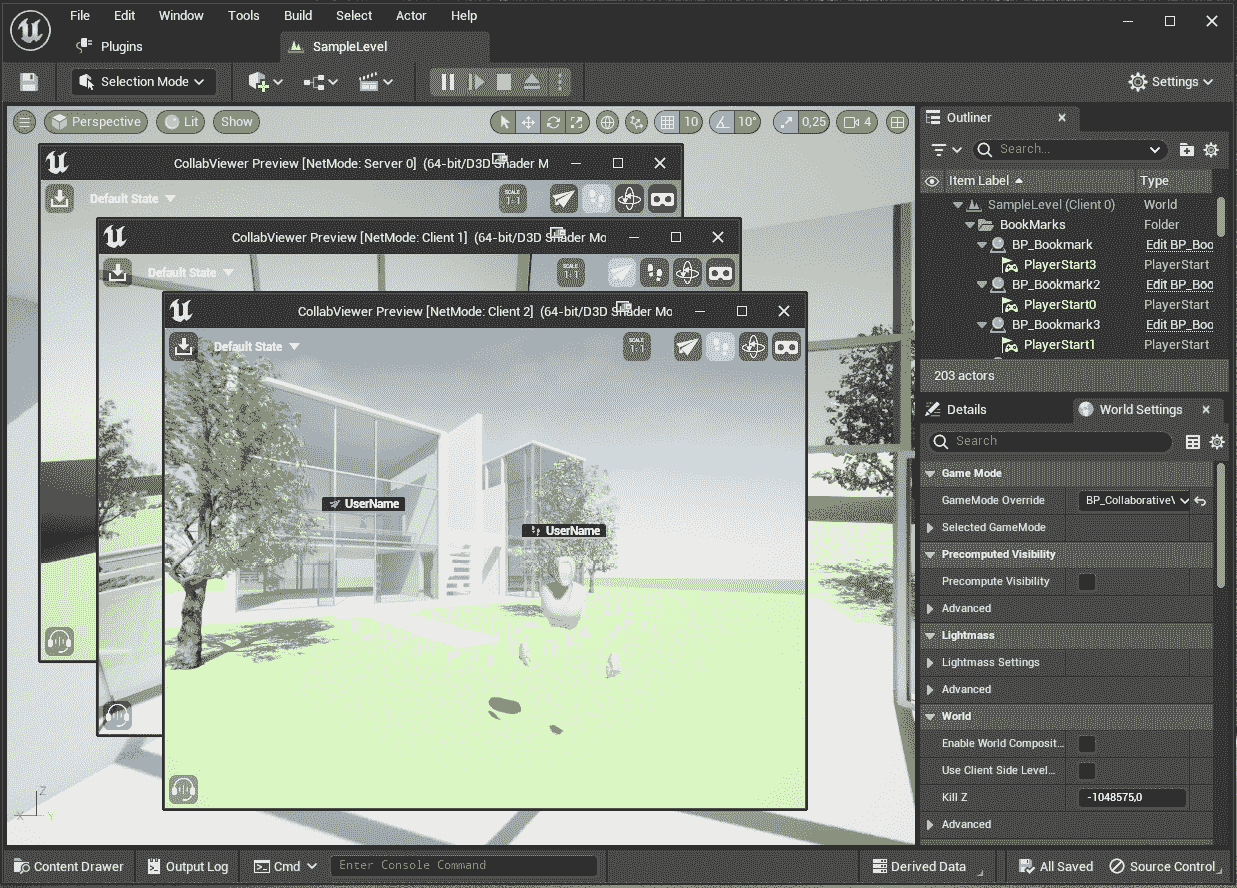 File Edit Window Tools Build Select Actor Help
Plugins SampleLevel
Selection Mode Settings
Perspective Lit Show 10 10° 0,25 4
Outliner
Search...
Item Label Type
SampleLevel (Client 0) World
BookMarks Folder
BP_Bookmark Edit BP_Boo
PlayerStart3 PlayerStart
BP_Bookmark2 Edit BP_Boo
PlayerStart0 PlayerStart
BP_Bookmark3 Edit BP_Boo
PlayerStart1 PlayerStart
203 actors
CollabViewer Preview [NetMode: Server 0] (64-bit/D3D Shader M
Default State SCALE 1:1
CollabViewer Preview [NetMode: Client 1] (64-bit/D3D Shader Mo
Default State SCALE 1:1
CollabViewer Preview [NetMode: Client 2] (64-bit/D3D Shader Mo
Default State SCALE 1:1
UserName
UserName
Z
X Y
Details World Settings
Search
Game Mode
GameMode Override BP_CollaborativeV
Selected GameMode
Precomputed Visibility
Precompute Visibility
Advanced
Lightmass
Lightmass Settings
Advanced
World
Enable World Composit...
Use Client Side Level...
Kill Z -1048575,0
Advanced
Content Drawer Output Log Cmd Enter Console Command Derived Data All Saved Source Control